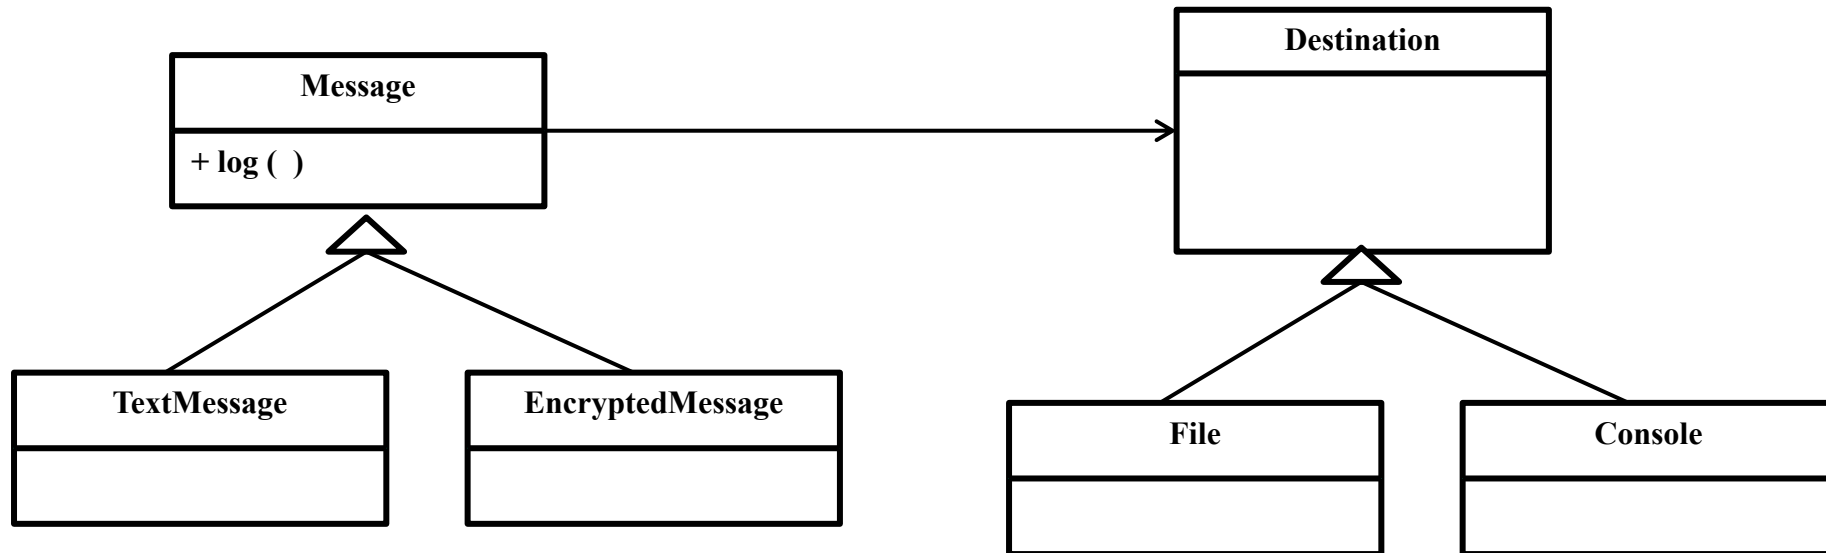 Destination
Message
+ log (  )
TextMessage
EncryptedMessage
File
Console